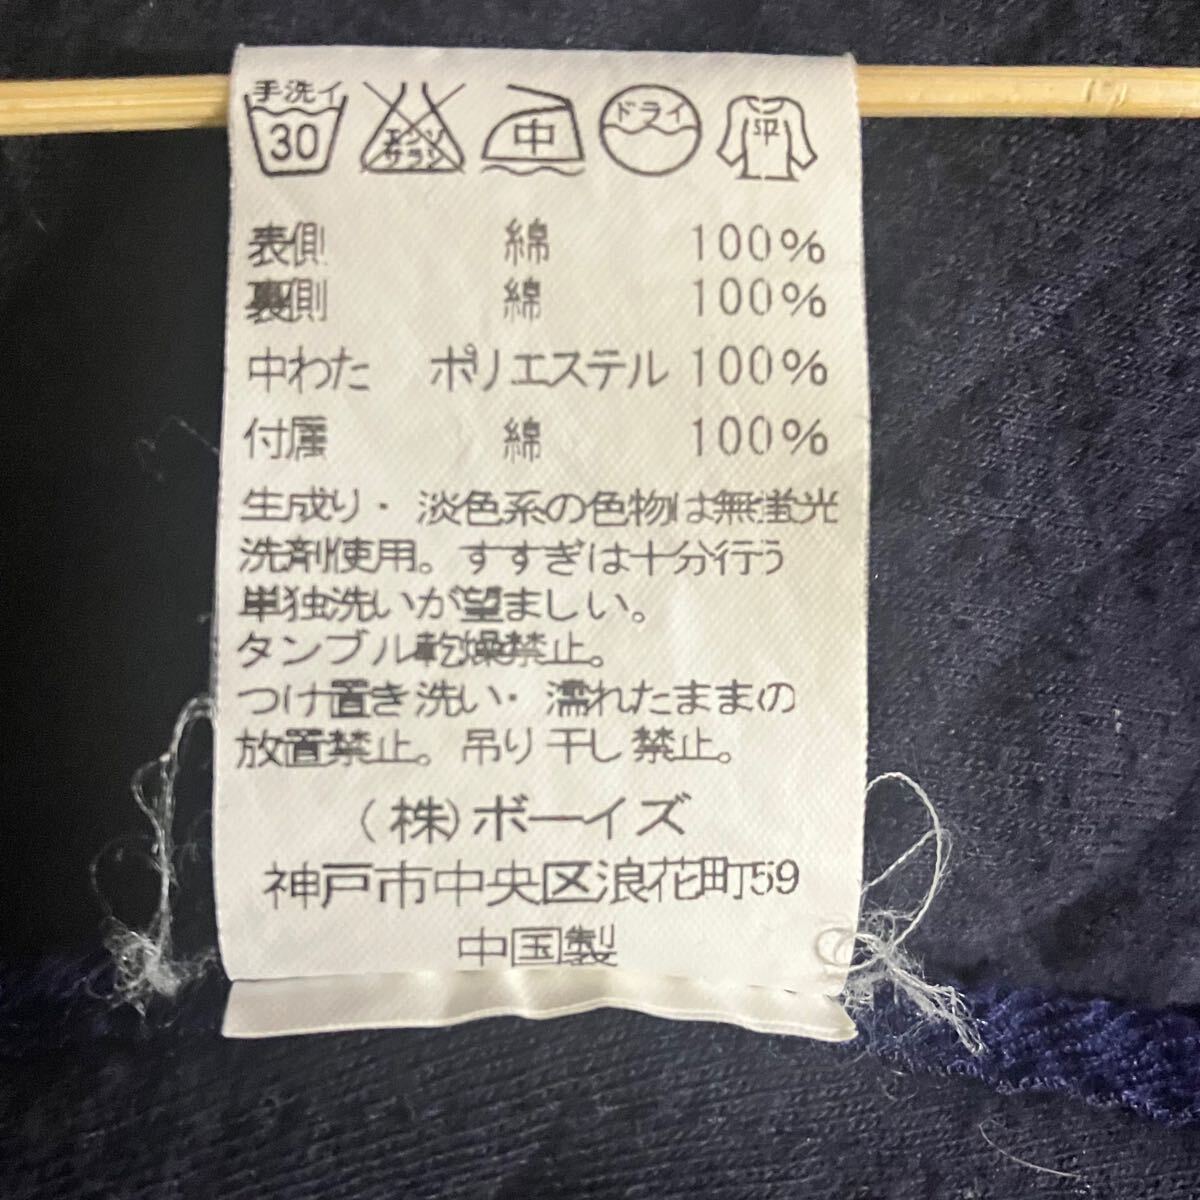 手洗イ
30
エンソ
サラシ
中
ドライ
平
表側 綿 100%
裏側 綿 100%
中わた ポリエステル 100%
付属 綿 100%
生成り・淡色系の色物は無蛍光
洗剤使用。すすぎは十分行う
単独洗いが望ましい。
タンブル乾燥禁止。
つけ置き洗い・濡れたままの
放置禁止。吊り干し禁止。
(株)ボーイズ
神戸市中央区浪花町59
中国製